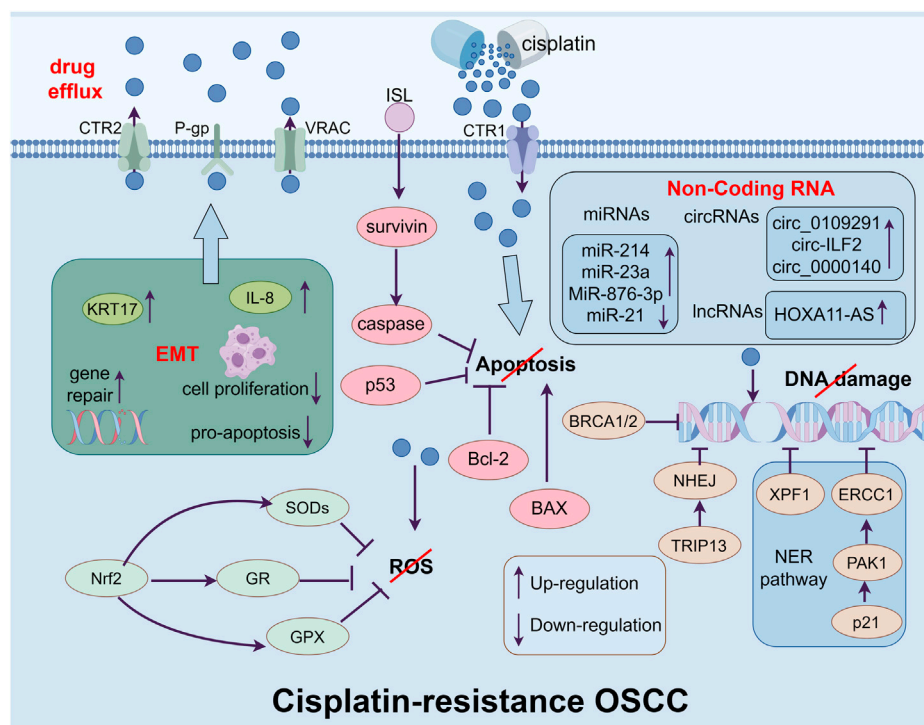 cisplatin
drug
efflux
CTR2
P-gp
VRAC
ISL
CTR1
Non-Coding RNA
miRNAs
circRNAs
miR-214
miR-23a
MiR-876-3p
miR-21
circ_0109291
circ-ILF2
circ_0000140
lncRNAs
HOXA11-AS
survivin
caspase
p53
Apoptosis
Bcl-2
BAX
KRT17
IL-8
EMT
gene
repair
cell proliferation
pro-apoptosis
DNA damage
BRCA1/2
NHEJ
TRIP13
XPF1
ERCC1
NER
pathway
PAK1
p21
Nrf2
SODs
GR
GPX
ROS
Up-regulation
Down-regulation
Cisplatin-resistance OSCC